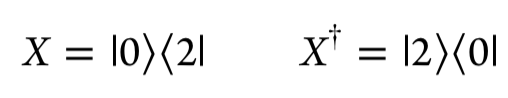 X = |0⟩⟨2| X† = |2⟩⟨0|